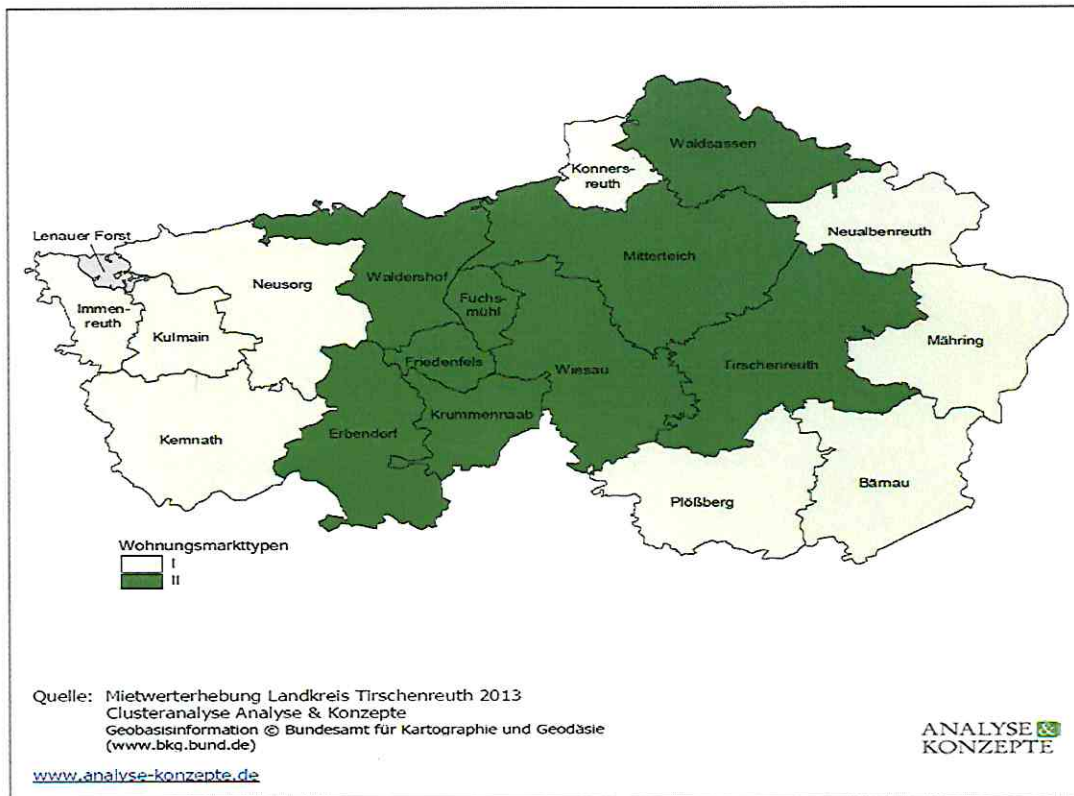 Waldsassen
Konners-
reuth
Neualbenreuth
Lenauer Forst
Mitterteich
Waldershof
Neusorg
Fuchs-
mühl
Immen-
reuth
Kulmain
Mähring
Friedenfels
Wiesau
Tirschenreuth
Krummennaab
Erbendorf
Kemnath
Bärnau
Plößberg
Wohnungsmarkttypen
I
II
Quelle: Mietwerterhebung Landkreis Tirschenreuth 2013
Clusteranalyse Analyse & Konzepte
Geobasisinformation © Bundesamt für Kartographie und Geodäsie
(www.bkg.bund.de)
www.analyse-konzepte.de
ANALYSE &
KONZEPTE